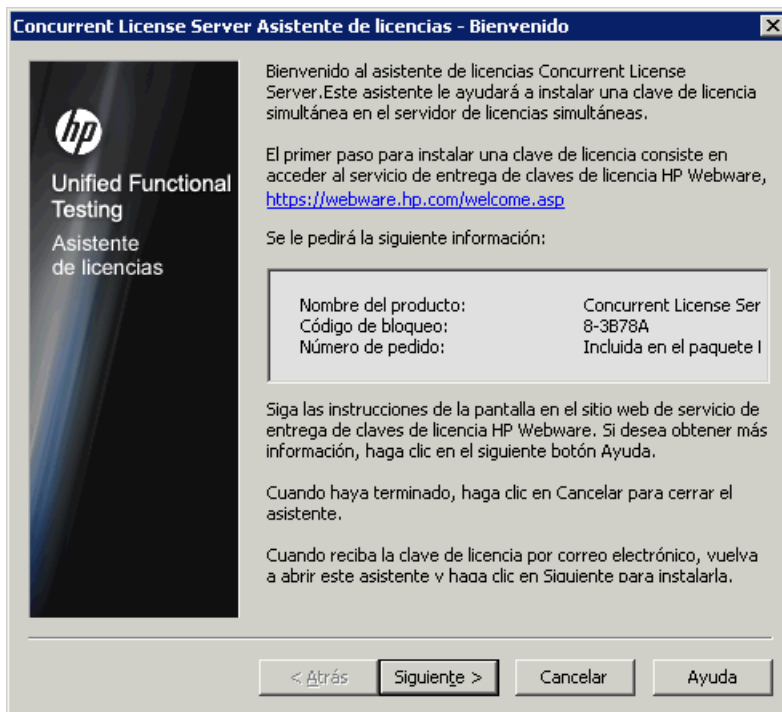 Concurrent License Server Asistente de licencias - Bienvenido
hp
Unified Functional
Testing
Asistente
de licencias
Bienvenido al asistente de licencias Concurrent License
Server.Este asistente le ayudará a instalar una clave de licencia
simultánea en el servidor de licencias simultáneas.
El primer paso para instalar una clave de licencia consiste en
acceder al servicio de entrega de claves de licencia HP Webware,
https://webware.hp.com/welcome.asp
Se le pedirá la siguiente información:
Nombre del producto: Concurrent License Ser
Código de bloqueo: 8-3B78A
Número de pedido: Incluida en el paquete l
Siga las instrucciones de la pantalla en el sitio web de servicio de
entrega de claves de licencia HP Webware. Si desea obtener más
información, haga clic en el siguiente botón Ayuda.
Cuando haya terminado, haga clic en Cancelar para cerrar el
asistente.
Cuando reciba la clave de licencia por correo electrónico, vuelva
a abrir este asistente y haga clic en Siguiente para instalarla.
< Atrás Siguiente > Cancelar Ayuda